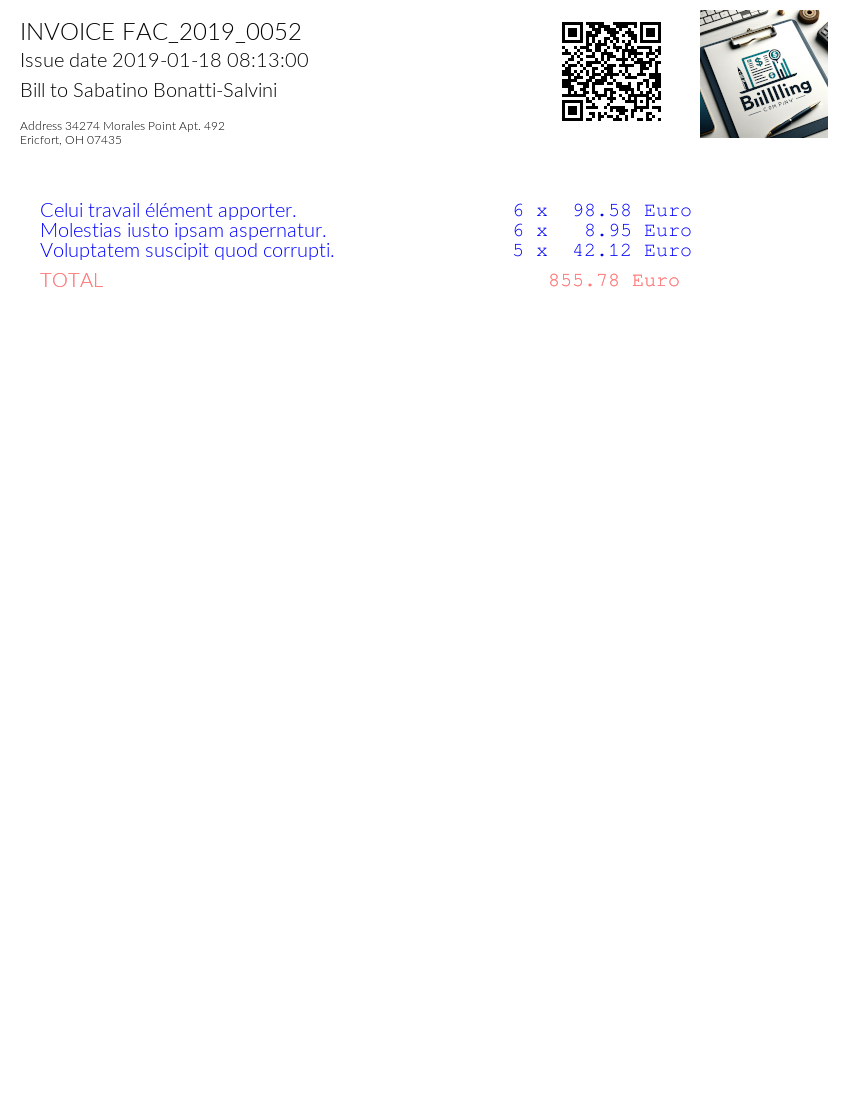 INVOICE FAC_2019_0052
Issue date 2019-01-18 08:13:00
Bill to Sabatino Bonatti-Salvini
Address 34274 Morales Point Apt. 492
Ericfort, OH 07435
Biilllling
COMPANY
Celui travail élément apporter. 6 x 98.58 Euro
Molestias iusto ipsam aspernatur. 6 x 8.95 Euro
Voluptatem suscipit quod corrupti. 5 x 42.12 Euro
TOTAL 855.78 Euro